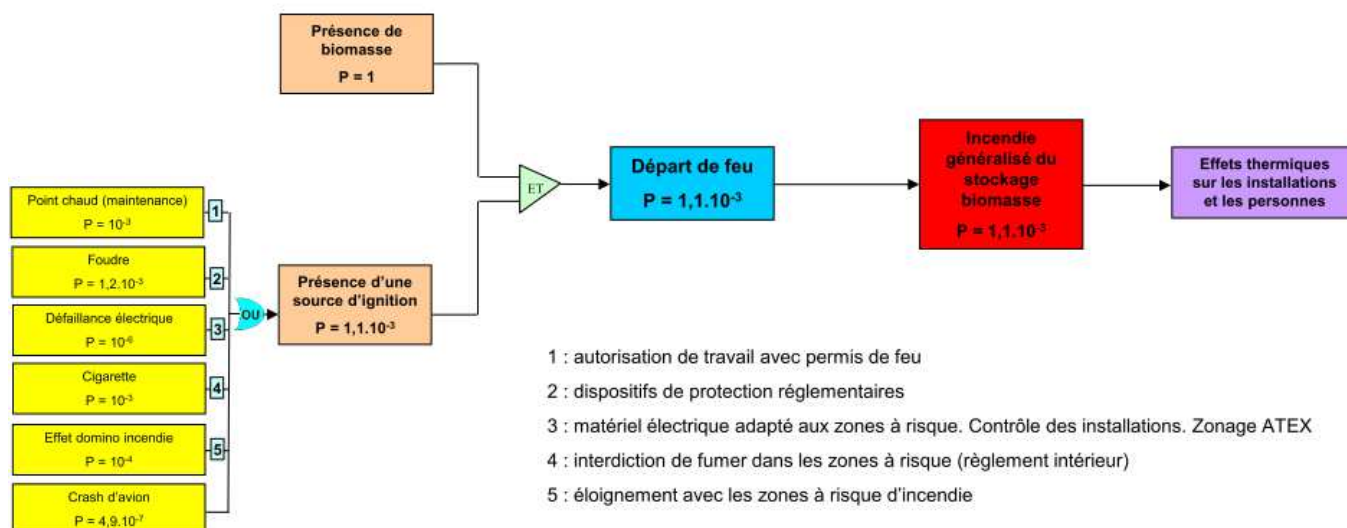 Présence de
biomasse
P = 1
Point chaud (maintenance)
P = 10⁻³
1
Foudre
P = 1,2.10⁻³
2
Défaillance électrique
P = 10⁻⁶
3
Cigarette
P = 10⁻³
4
Effet domino incendie
P = 10⁻⁴
5
Crash d'avion
P = 4,9.10⁻⁷
OU
Présence d'une
source d'ignition
P = 1,1.10⁻³
ET
Départ de feu
P = 1,1.10⁻³
Incendie
généralisé du
stockage
biomasse
P = 1,1.10⁻³
Effets thermiques
sur les installations
et les personnes
1 : autorisation de travail avec permis de feu
2 : dispositifs de protection réglementaires
3 : matériel électrique adapté aux zones à risque. Contrôle des installations. Zonage ATEX
4 : interdiction de fumer dans les zones à risque (règlement intérieur)
5 : éloignement avec les zones à risque d'incendie